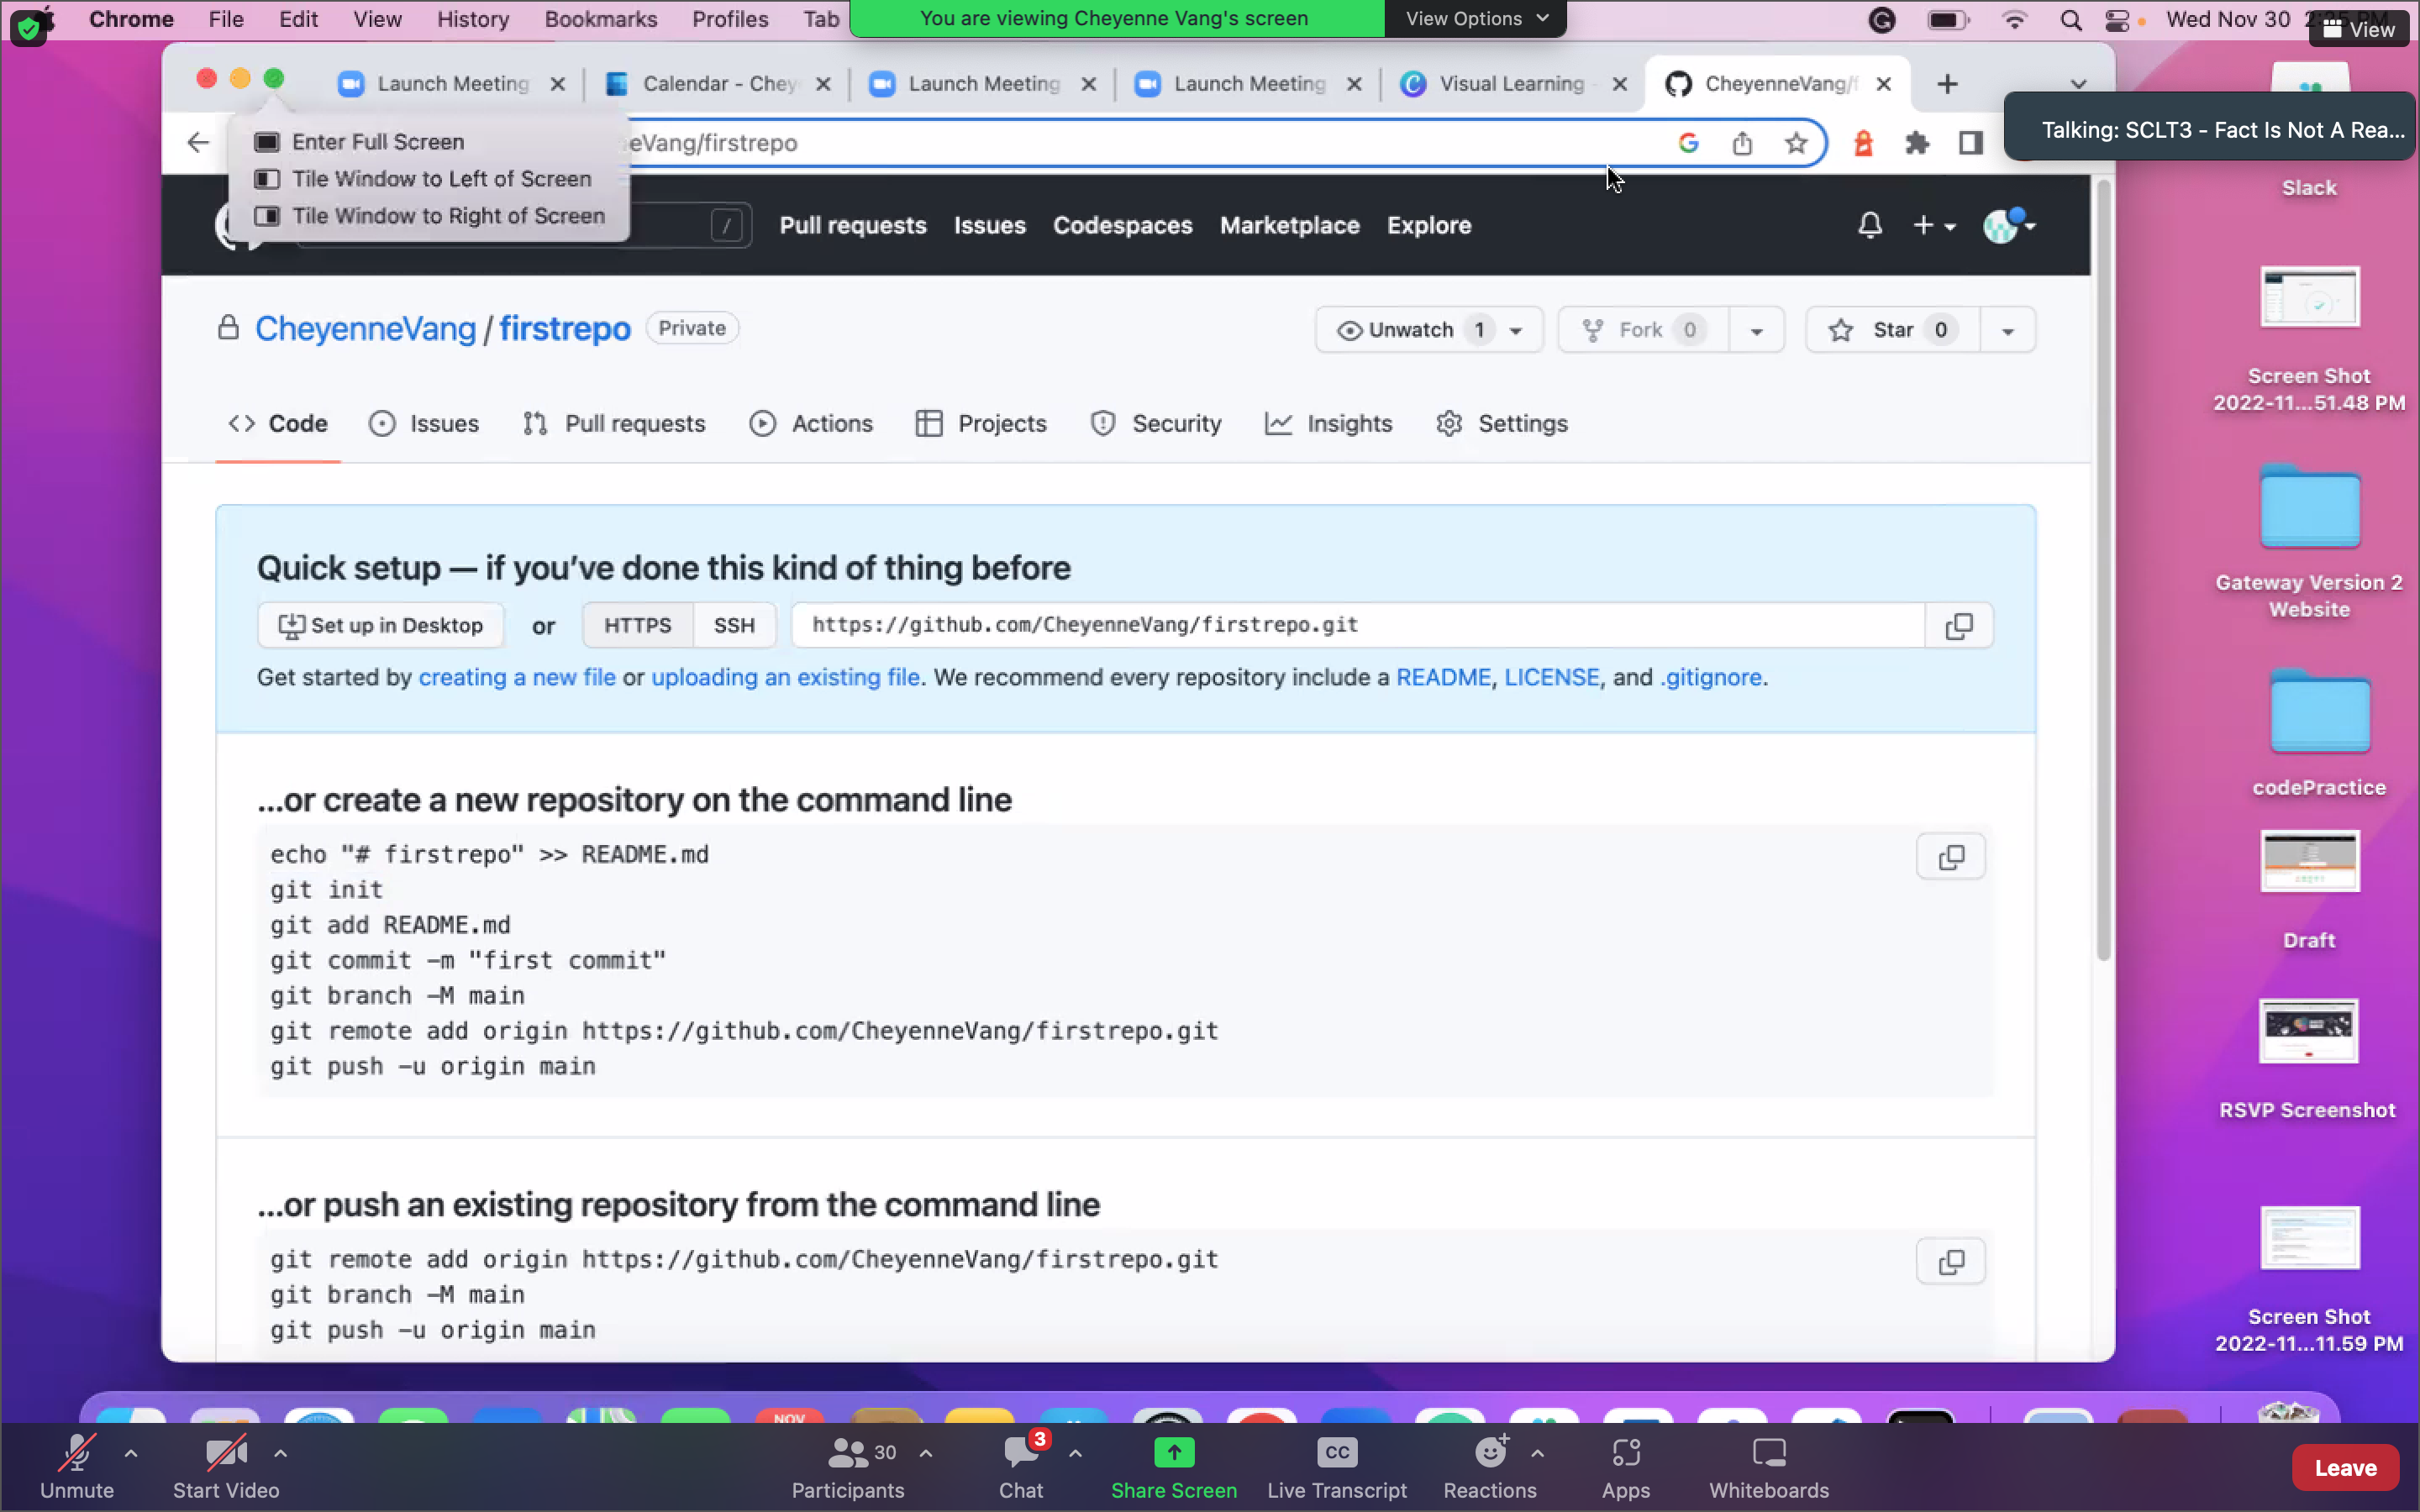 Chrome File Edit View History Bookmarks Profiles Tab
You are viewing Cheyenne Vang's screen
View Options
Wed Nov 30
View
Launch Meeting
Calendar - Chey
Launch Meeting
Launch Meeting
Visual Learning -
CheyenneVang/f
Talking: SCLT3 - Fact Is Not A Rea...
Enter Full Screen
Tile Window to Left of Screen
Tile Window to Right of Screen
eVang/firstrepo
/
Pull requests Issues Codespaces Marketplace Explore
CheyenneVang / firstrepo Private
Unwatch 1
Fork 0
Star 0
<> Code Issues Pull requests Actions Projects Security Insights Settings
Quick setup — if you've done this kind of thing before
Set up in Desktop or HTTPS SSH https://github.com/CheyenneVang/firstrepo.git
Get started by creating a new file or uploading an existing file. We recommend every repository include a README, LICENSE, and .gitignore.
...or create a new repository on the command line
echo "# firstrepo" >> README.md
git init
git add README.md
git commit -m "first commit"
git branch -M main
git remote add origin https://github.com/CheyenneVang/firstrepo.git
git push -u origin main
...or push an existing repository from the command line
git remote add origin https://github.com/CheyenneVang/firstrepo.git
git branch -M main
git push -u origin main
Slack
Screen Shot
2022-11...51.48 PM
Gateway Version 2
Website
codePractice
Draft
RSVP Screenshot
Screen Shot
2022-11...11.59 PM
NOV
Unmute
Start Video
30
Participants
3
Chat
Share Screen
CC
Live Transcript
Reactions
Apps
Whiteboards
Leave